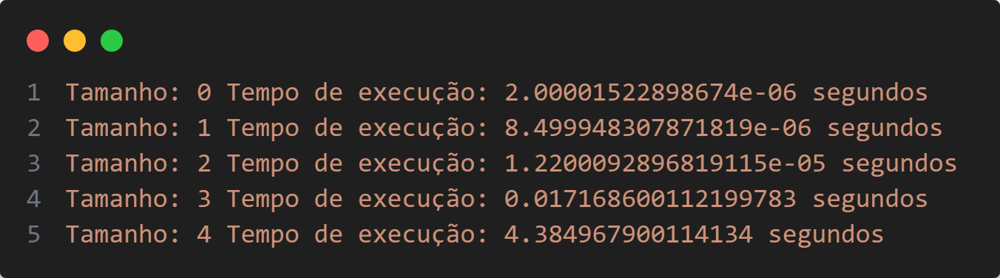 1 Tamanho: 0 Tempo de execução: 2.00001522898674e-06 segundos
2 Tamanho: 1 Tempo de execução: 8.499948307871819e-06 segundos
3 Tamanho: 2 Tempo de execução: 1.2200092896819115e-05 segundos
4 Tamanho: 3 Tempo de execução: 0.017168600112199783 segundos
5 Tamanho: 4 Tempo de execução: 4.384967900114134 segundos